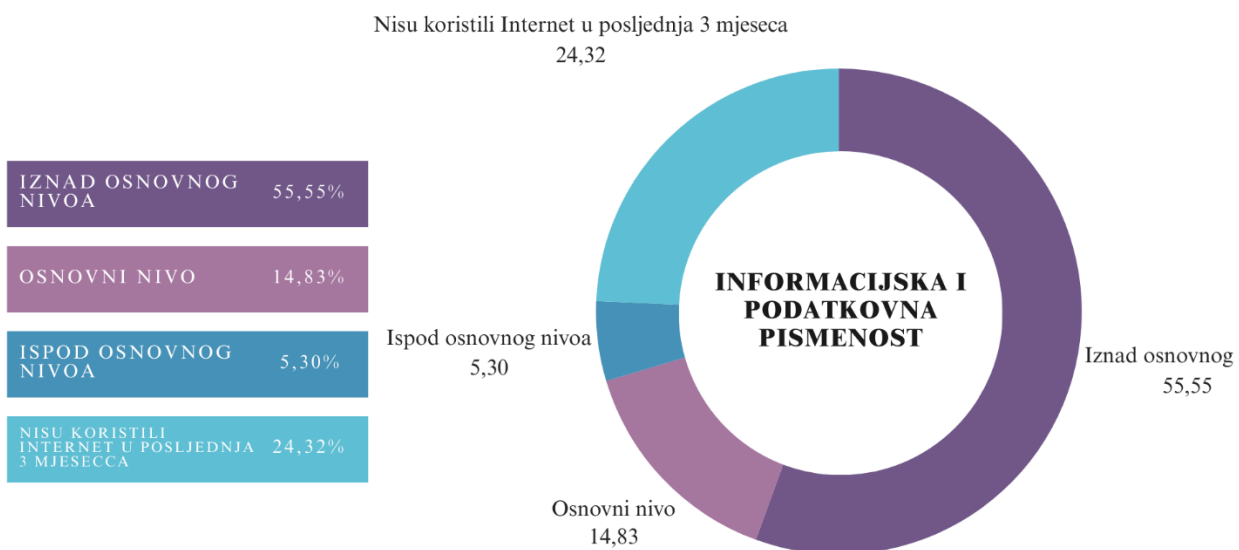 Nisu koristili Internet u posljednja 3 mjeseca
24,32
IZNAD OSNOVNOG
NIVOA
55,55%
OSNOVNI NIVO
14,83%
ISPOD OSNOVNOG
NIVOA
5,30%
NISU KORISTILI
INTERNET U POSLJEDNJA
3 MJESECCA
24,32%
INFORMACIJSKA I
PODATKOVNA
PISMENOST
Ispod osnovnog nivoa
5,30
Iznad osnovnog
55,55
Osnovni nivo
14,83